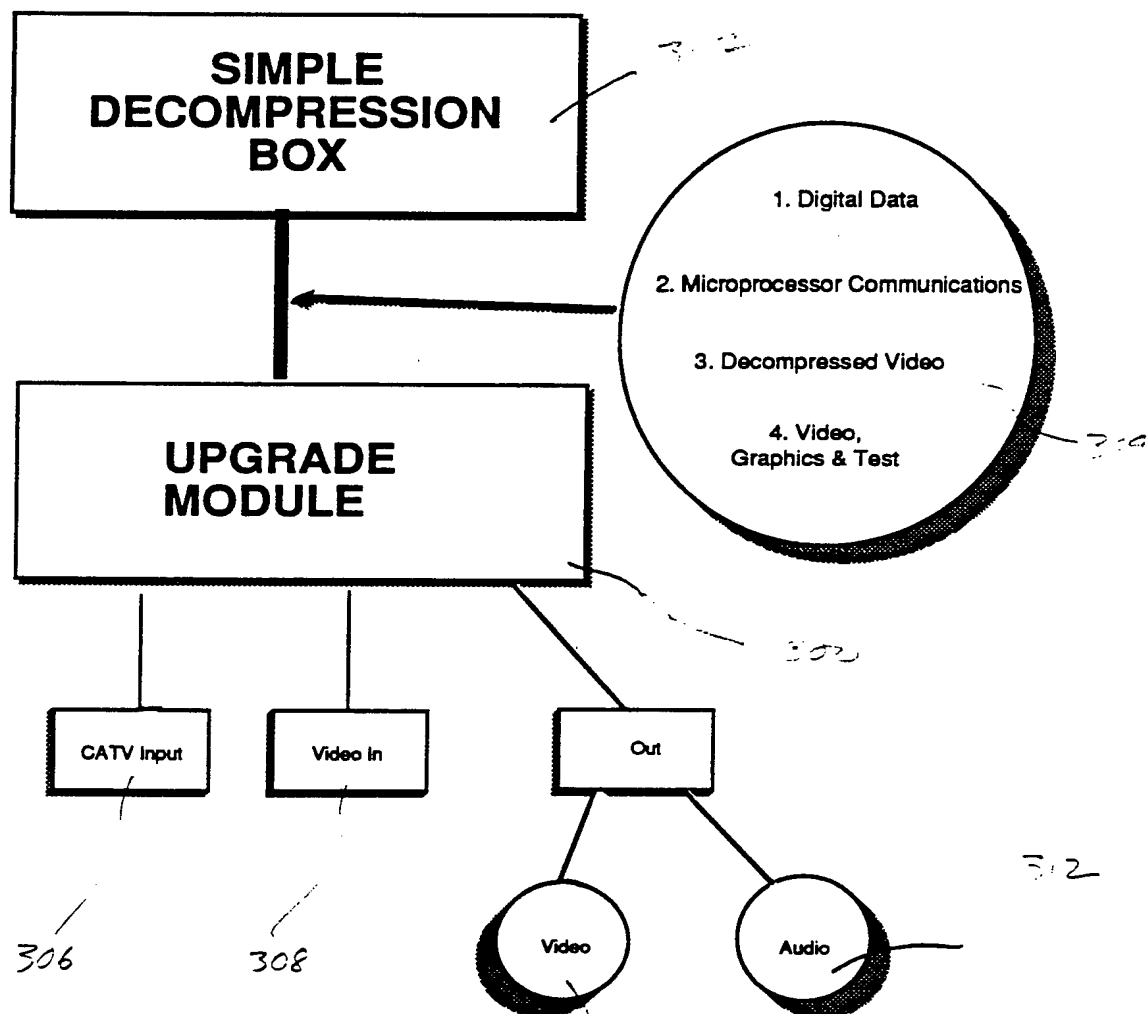 SIMPLE
DECOMPRESSION
BOX
1. Digital Data
2. Microprocessor Communications
3. Decompressed Video
4. Video,
Graphics & Test
UPGRADE
MODULE
302
CATV Input
Video In
Out
312
306
308
Video
Audio